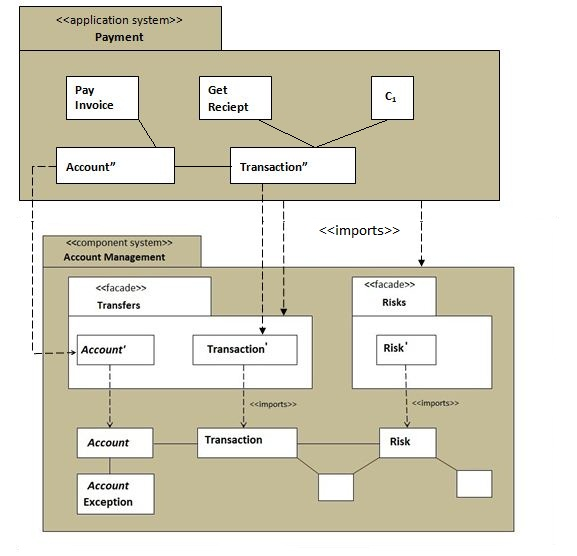 <<application system>>
Payment
Pay
Invoice
Get
Reciept
C₁
Account”
Transaction”
<<imports>>
<<component system>>
Account Management
<<facade>>
Transfers
<<facade>>
Risks
Account'
Transaction'
Risk'
<<imports>>
<<imports>>
Account
Transaction
Risk
Account
Exception